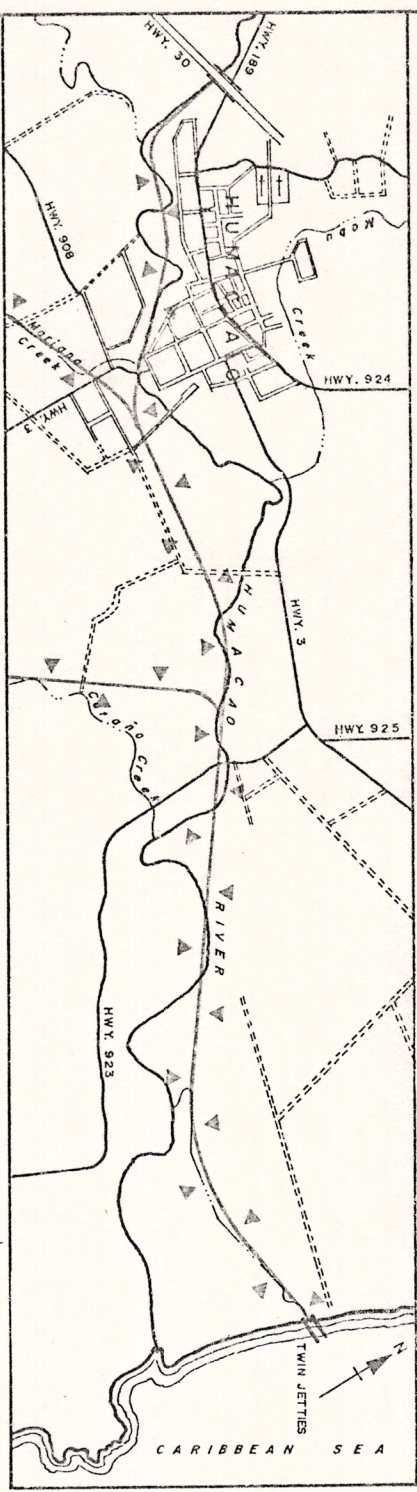 HWY. 30
HWY. 189
HWY. 908
HUMACAO
Mabu
Creek
HWY. 924
Mariana
Creek
HWY. 3
HUMACAO
RIVER
HWY. 3
HWY. 925
Cataño Creek
HWY. 923
TWIN JETTIES
N
CARIBBEAN SEA